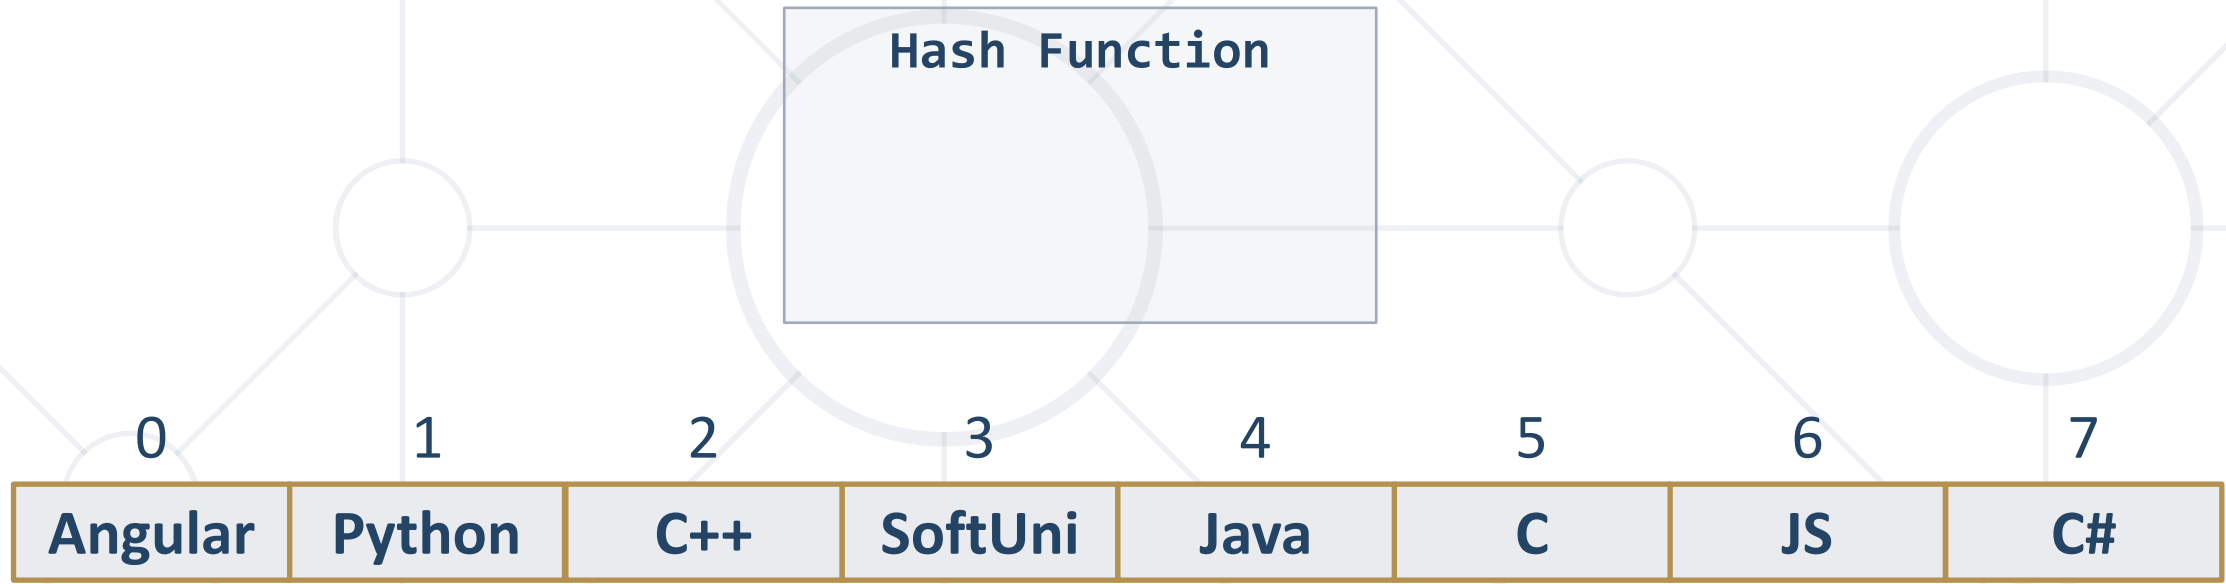 Hash Function
0 1 2 3 4 5 6 7
Angular Python C++ SoftUni Java C JS C#